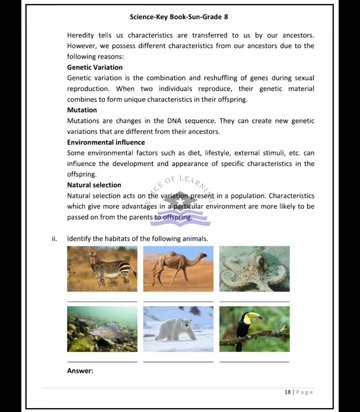 Science-Key Book-Sun-Grade 8
Heredity tells us characteristics are transferred to us by our ancestors.
However, we possess different characteristics from our ancestors due to the
following reasons:
Genetic Variation
Genetic variation is the combination and reshuffling of genes during sexual
reproduction. When two individuals reproduce, their genetic material
combines to form unique characteristics in their offspring.
Mutation
Mutations are changes in the DNA sequence. They can create new genetic
variations that are different from their ancestors.
Environmental influence
Some environmental factors such as diet, lifestyle, external stimuli, etc. can
influence the development and appearance of specific characteristics in the
offspring.
Natural selection
Natural selection acts on the variation present in a population. Characteristics
which give more advantages in a particular environment are more likely to be
passed on from the parents to offspring.
ii. Identify the habitats of the following animals.
Answer:
18 | P a g e